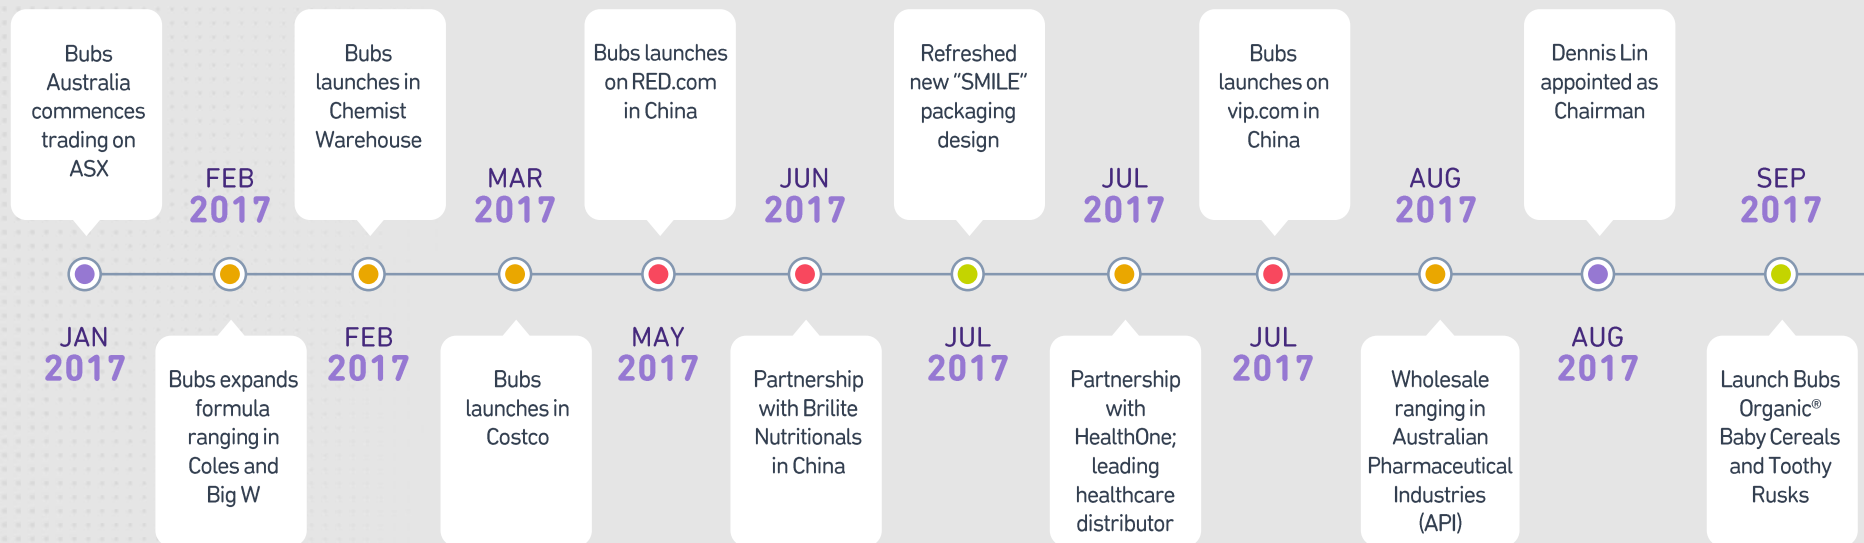 Bubs
Australia
commences
trading on
ASX
JAN
2017
FEB
2017
Bubs expands
formula
ranging in
Coles and
Big W
Bubs
launches in
Chemist
Warehouse
FEB
2017
MAR
2017
Bubs
launches in
Costco
Bubs launches
on RED.com
in China
MAY
2017
JUN
2017
Partnership
with Brilite
Nutritionals
in China
Refreshed
new “SMILE”
packaging
design
JUL
2017
JUL
2017
Partnership
with
HealthOne;
leading
healthcare
distributor
Bubs
launches on
vip.com in
China
JUL
2017
AUG
2017
Wholesale
ranging in
Australian
Pharmaceutical
Industries
(API)
Dennis Lin
appointed as
Chairman
AUG
2017
SEP
2017
Launch Bubs
Organic®
Baby Cereals
and Toothy
Rusks